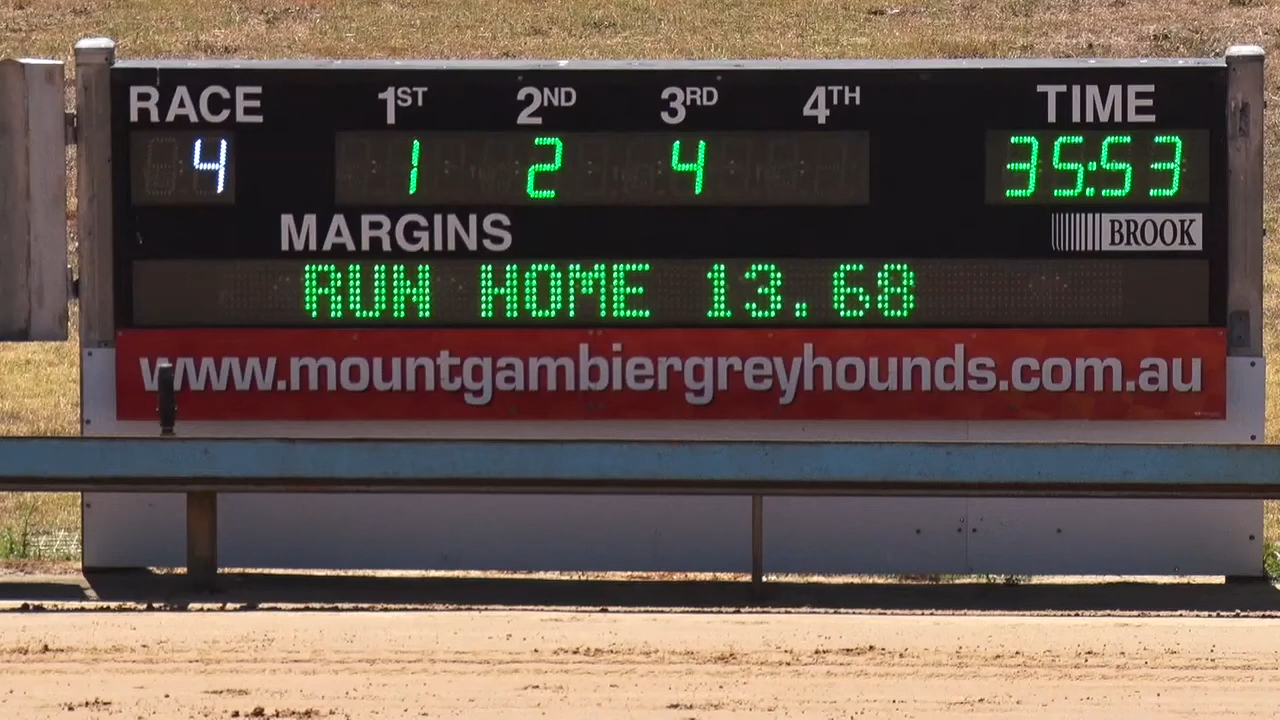 RACE 1ST 2ND 3RD 4TH TIME
4 1 2 4 35:53
MARGINS BROOK
RUN HOME 13.68
www.mountgambiergreyhounds.com.au